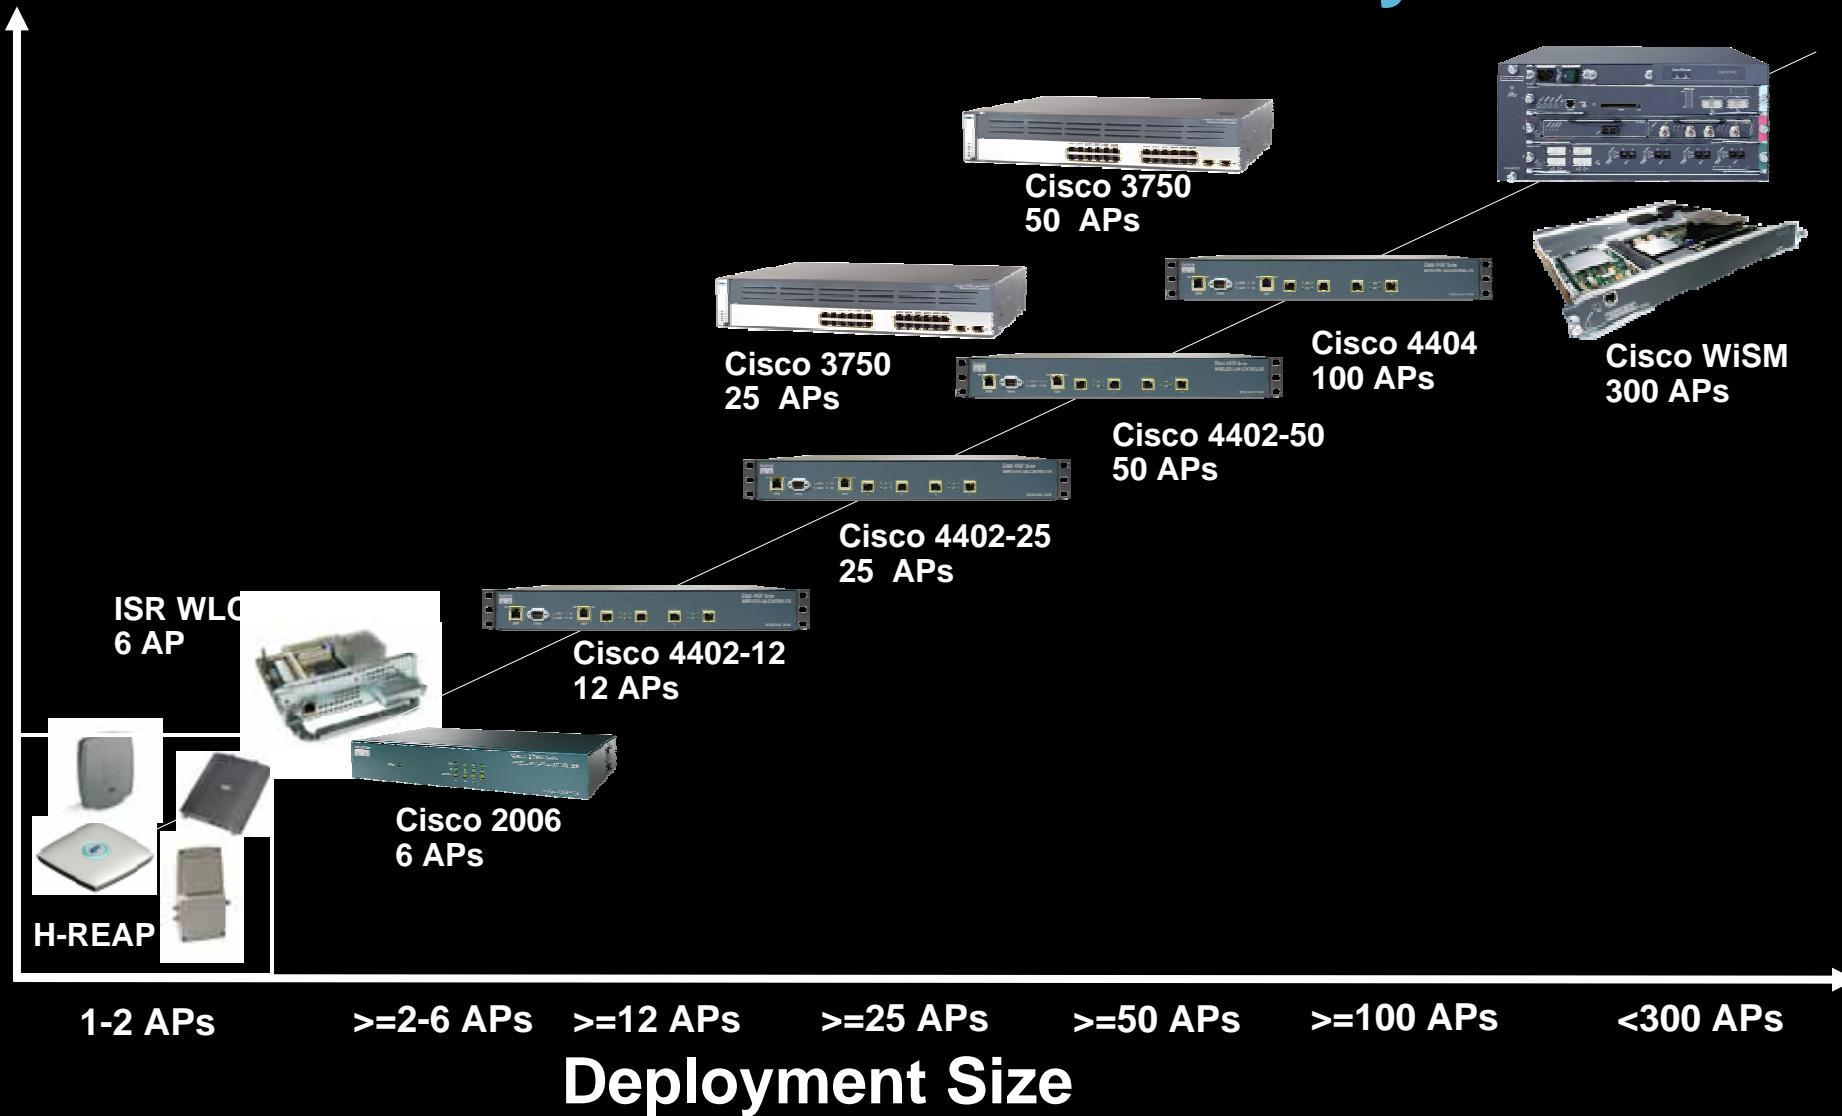 Cisco 3750
50 APs
Cisco 3750
25 APs
Cisco 4404
100 APs
Cisco WiSM
300 APs
Cisco 4402-50
50 APs
Cisco 4402-25
25 APs
ISR WLC
6 AP
Cisco 4402-12
12 APs
Cisco 2006
6 APs
H-REAP
1-2 APs
>=2-6 APs
>=12 APs
>=25 APs
>=50 APs
>=100 APs
<300 APs
Deployment Size